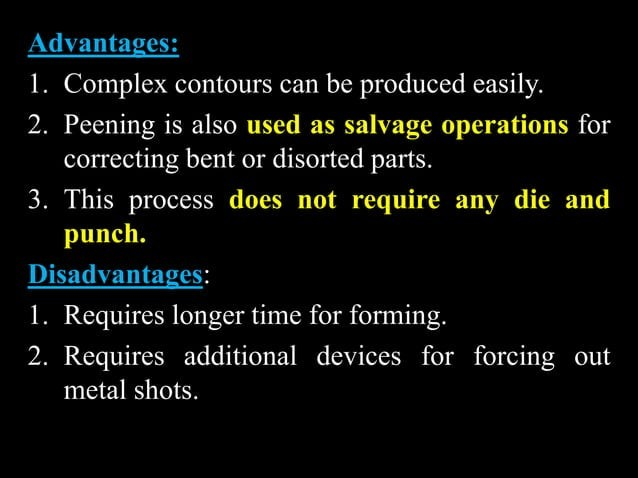 Advantages:
1. Complex contours can be produced easily.
2. Peening is also used as salvage operations for
correcting bent or disorted parts.
3. This process does not require any die and
punch.
Disadvantages:
1. Requires longer time for forming.
2. Requires additional devices for forcing out
metal shots.